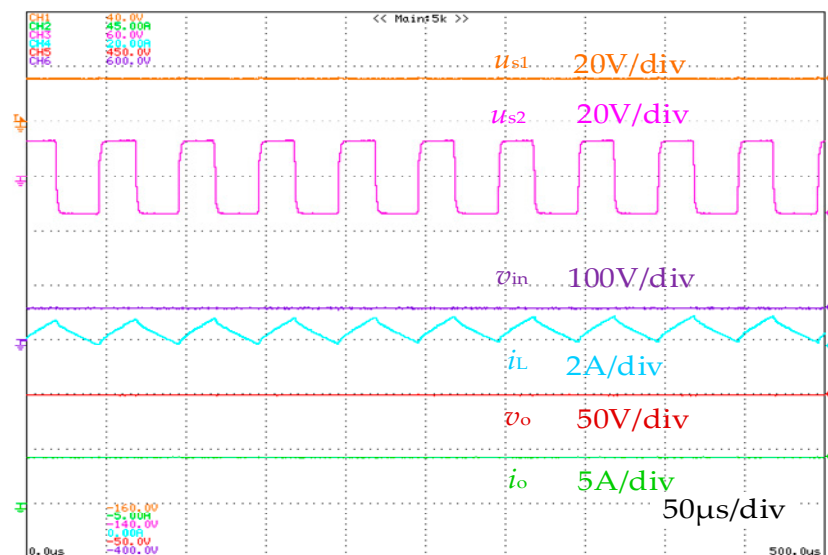 CH1 40.0V
CH2 45.00A
CH3 60.0V
CH4 20.00A
CH5 450.0V
CH6 600.0V
<< Main:5k >>
us1 20V/div
us2 20V/div
vin 100V/div
iL 2A/div
vo 50V/div
io 5A/div
50μs/div
-160.0V
-5.00A
-140.0V
0.00A
-50.0V
-400.0V
0.0us
500.0us